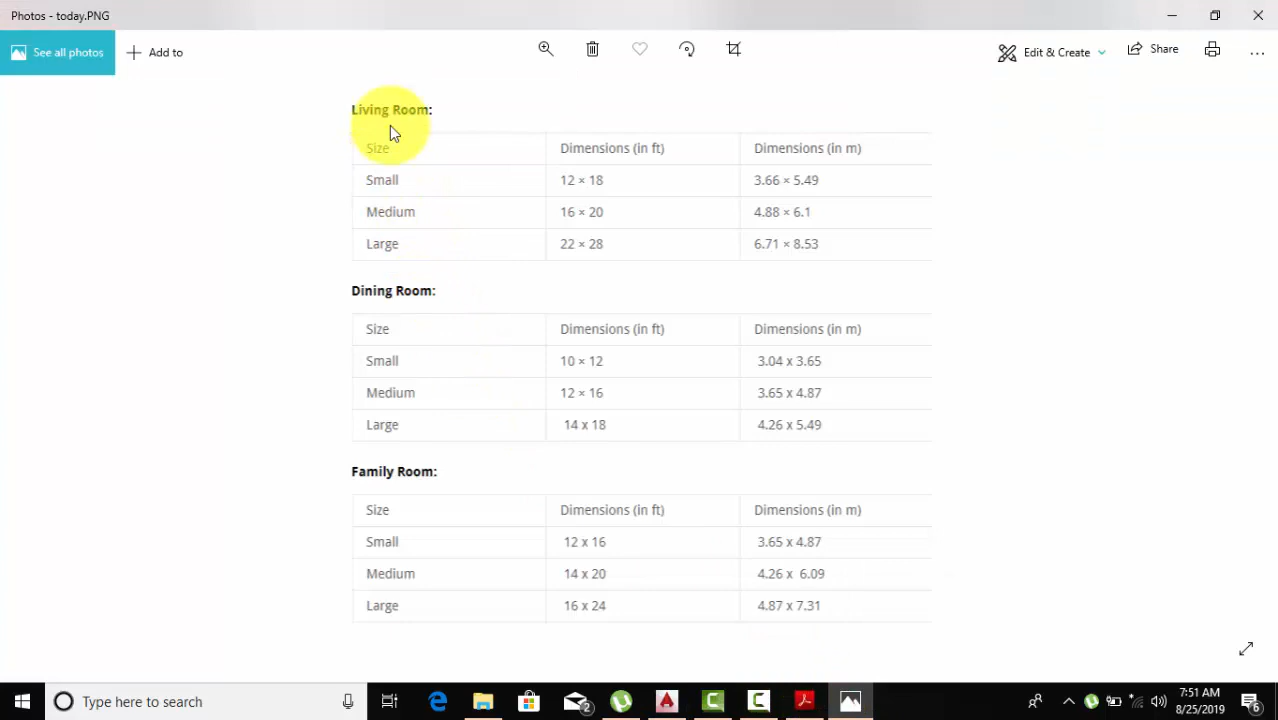 Photos - today.PNG
See all photos
Add to
Edit & Create
Share
Living Room:
Size Dimensions (in ft) Dimensions (in m)
Small 12 × 18 3.66 × 5.49
Medium 16 × 20 4.88 × 6.1
Large 22 × 28 6.71 × 8.53
Dining Room:
Size Dimensions (in ft) Dimensions (in m)
Small 10 × 12 3.04 x 3.65
Medium 12 × 16 3.65 x 4.87
Large 14 x 18 4.26 x 5.49
Family Room:
Size Dimensions (in ft) Dimensions (in m)
Small 12 x 16 3.65 x 4.87
Medium 14 x 20 4.26 x  6.09
Large 16 x 24 4.87 x 7.31
Type here to search
2
7:51 AM
8/25/2019
6